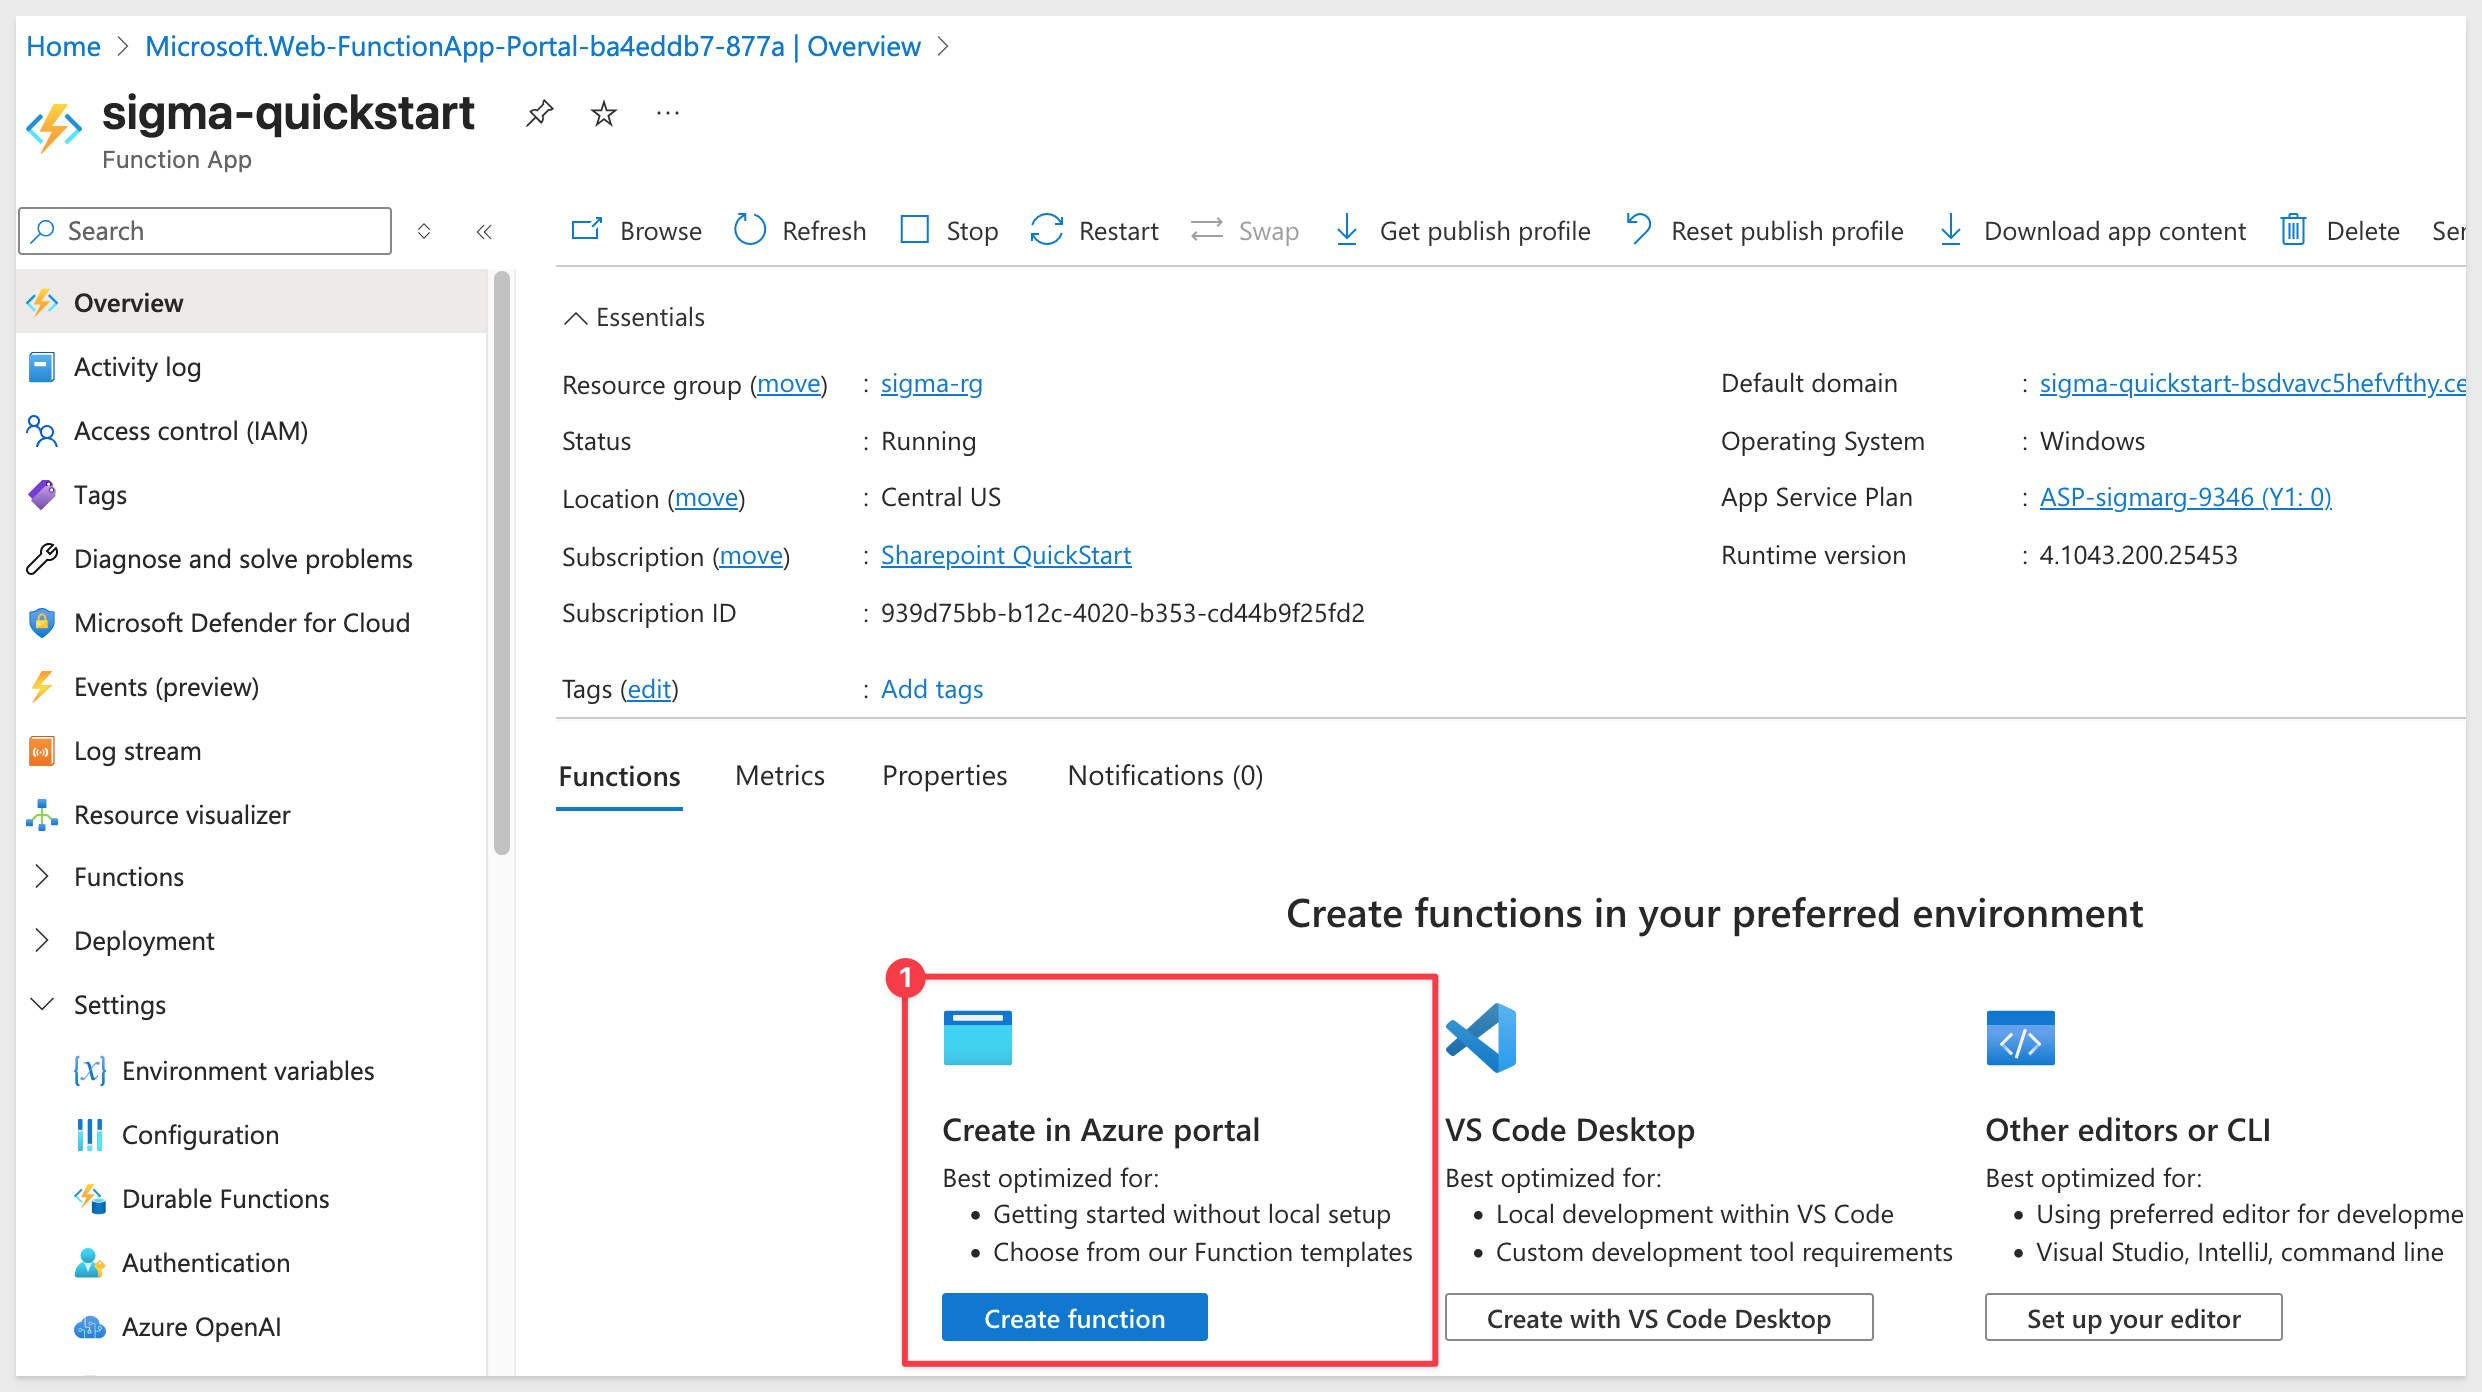 Home > Microsoft.Web-FunctionApp-Portal-ba4eddb7-877a | Overview >
sigma-quickstart
Function App
Search
Browse
Refresh
Stop
Restart
Swap
Get publish profile
Reset publish profile
Download app content
Delete
Ser
Overview
Activity log
Access control (IAM)
Tags
Diagnose and solve problems
Microsoft Defender for Cloud
Events (preview)
Log stream
Resource visualizer
Functions
Deployment
Settings
Environment variables
Configuration
Durable Functions
Authentication
Azure OpenAI
Essentials
Resource group (move) : sigma-rg
Status : Running
Location (move) : Central US
Subscription (move) : Sharepoint QuickStart
Subscription ID : 939d75bb-b12c-4020-b353-cd44b9f25fd2
Tags (edit) : Add tags
Default domain : sigma-quickstart-bsdvavc5hefvfthy.ce
Operating System : Windows
App Service Plan : ASP-sigmarg-9346 (Y1: 0)
Runtime version : 4.1043.200.25453
Functions
Metrics
Properties
Notifications (0)
Create functions in your preferred environment
1
Create in Azure portal
Best optimized for:
• Getting started without local setup
• Choose from our Function templates
Create function
VS Code Desktop
Best optimized for:
• Local development within VS Code
• Custom development tool requirements
Create with VS Code Desktop
Other editors or CLI
Best optimized for:
• Using preferred editor for developme
• Visual Studio, IntelliJ, command line
Set up your editor